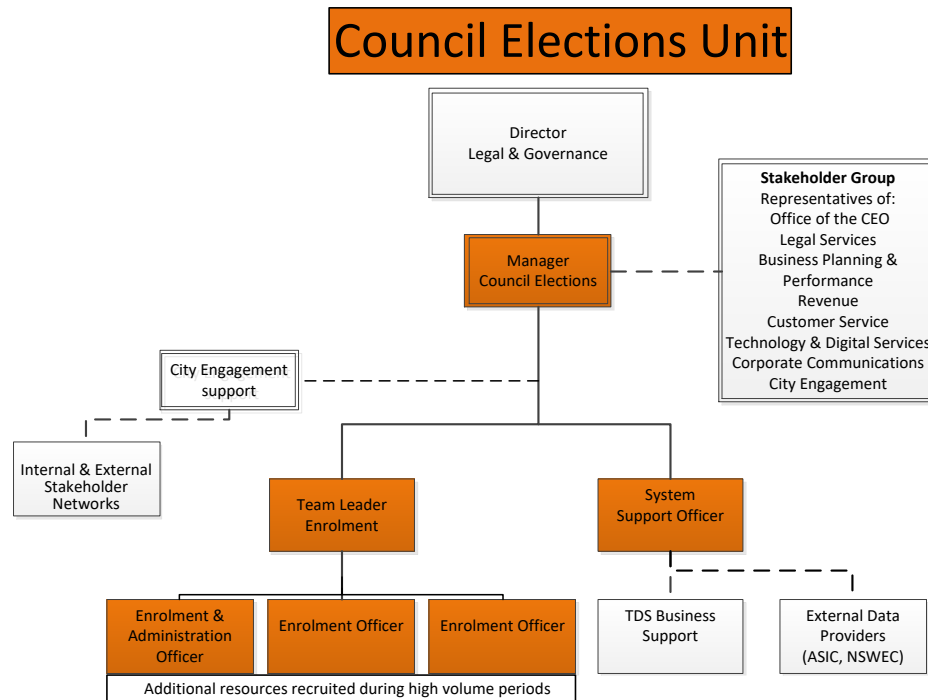 Council Elections Unit
Director
Legal & Governance
Stakeholder Group
Representatives of:
Office of the CEO
Legal Services
Business Planning &
Performance
Revenue
Customer Service
Technology & Digital Services
Corporate Communications
City Engagement
Manager
Council Elections
City Engagement
support
Internal & External
Stakeholder
Networks
Team Leader
Enrolment
System
Support Officer
Enrolment &
Administration
Officer
Enrolment Officer
Enrolment Officer
TDS Business
Support
External Data
Providers
(ASIC, NSWEC)
Additional resources recruited during high volume periods